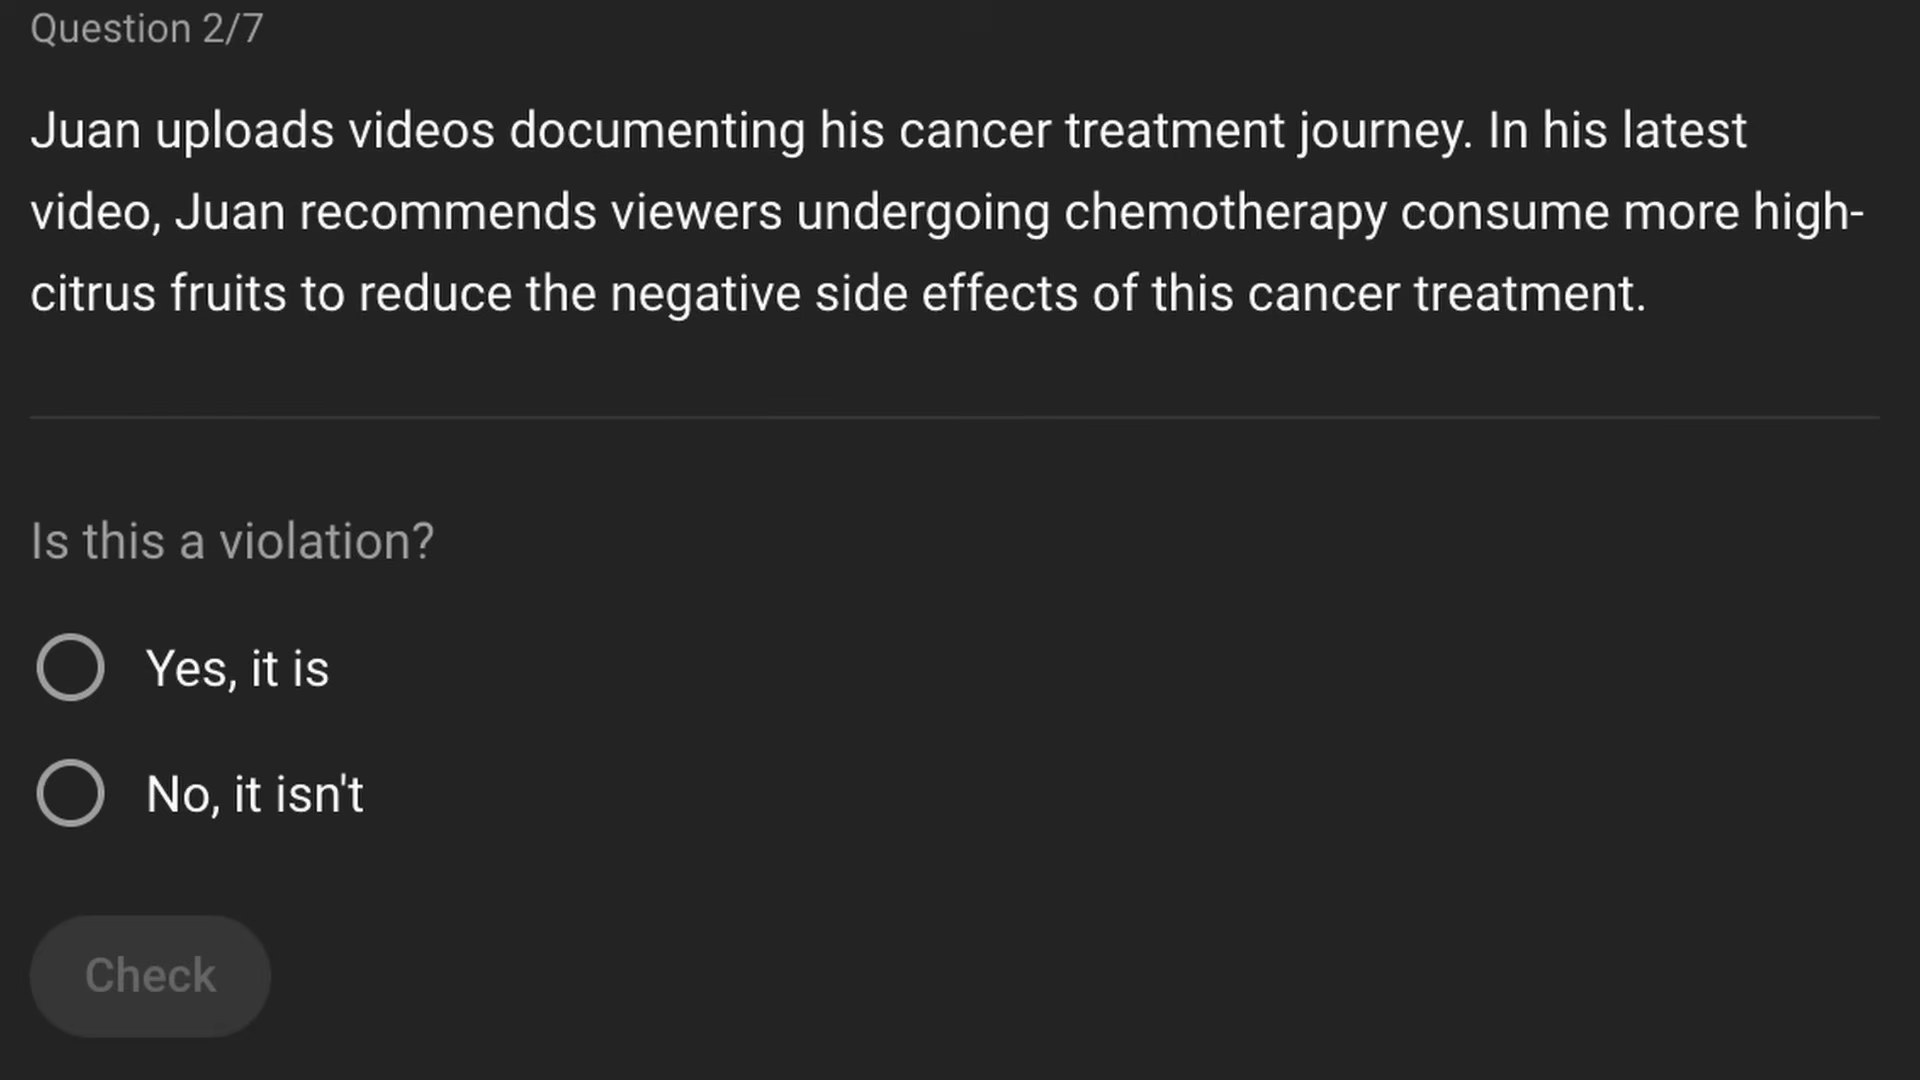 Question 2/7
Juan uploads videos documenting his cancer treatment journey. In his latest
video, Juan recommends viewers undergoing chemotherapy consume more high-
citrus fruits to reduce the negative side effects of this cancer treatment.
Is this a violation?
Yes, it is
No, it isn't
Check